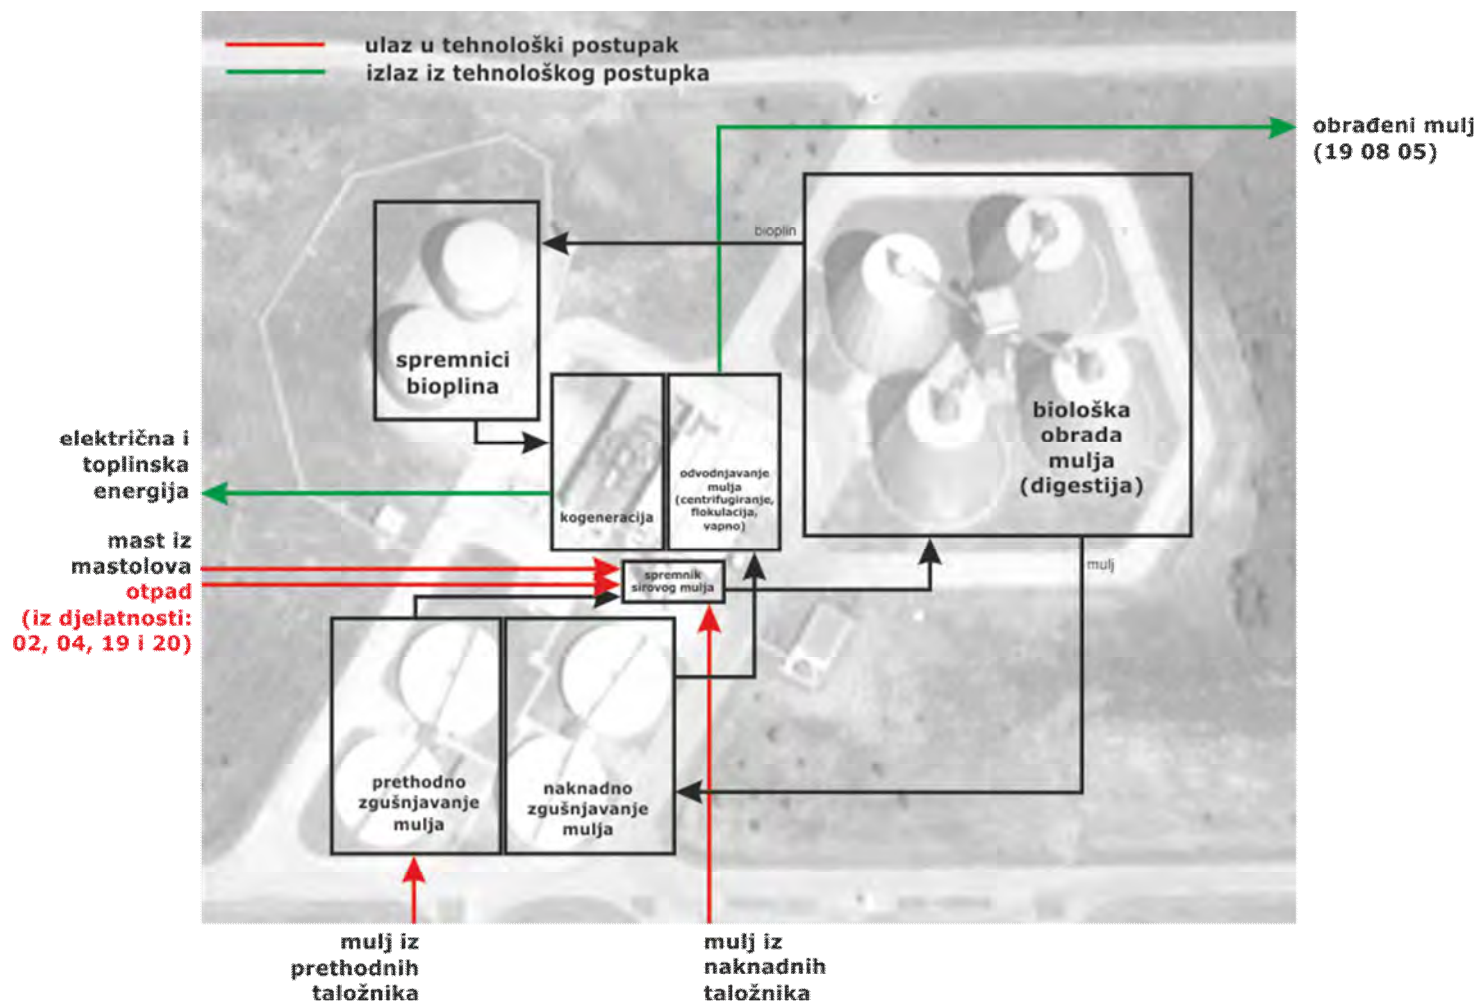 ulaz u tehnološki postupak
izlaz iz tehnološkog postupka
obrađeni mulj
(19 08 05)
bioplin
spremnici
bioplina
biološka
obrada
mulja
(digestija)
električna i
toplinska
energija
kogeneracija
odvodnjavanje
mulja
(centrifugiranje,
flokulacija,
vapno)
mast iz
mastolova
otpad
(iz djelatnosti:
02, 04, 19 i 20)
spremnik
sirovog mulja
mulj
prethodno
zgušnjavanje
mulja
naknadno
zgušnjavanje
mulja
mulj iz
prethodnih
taložnika
mulj iz
naknadnih
taložnika